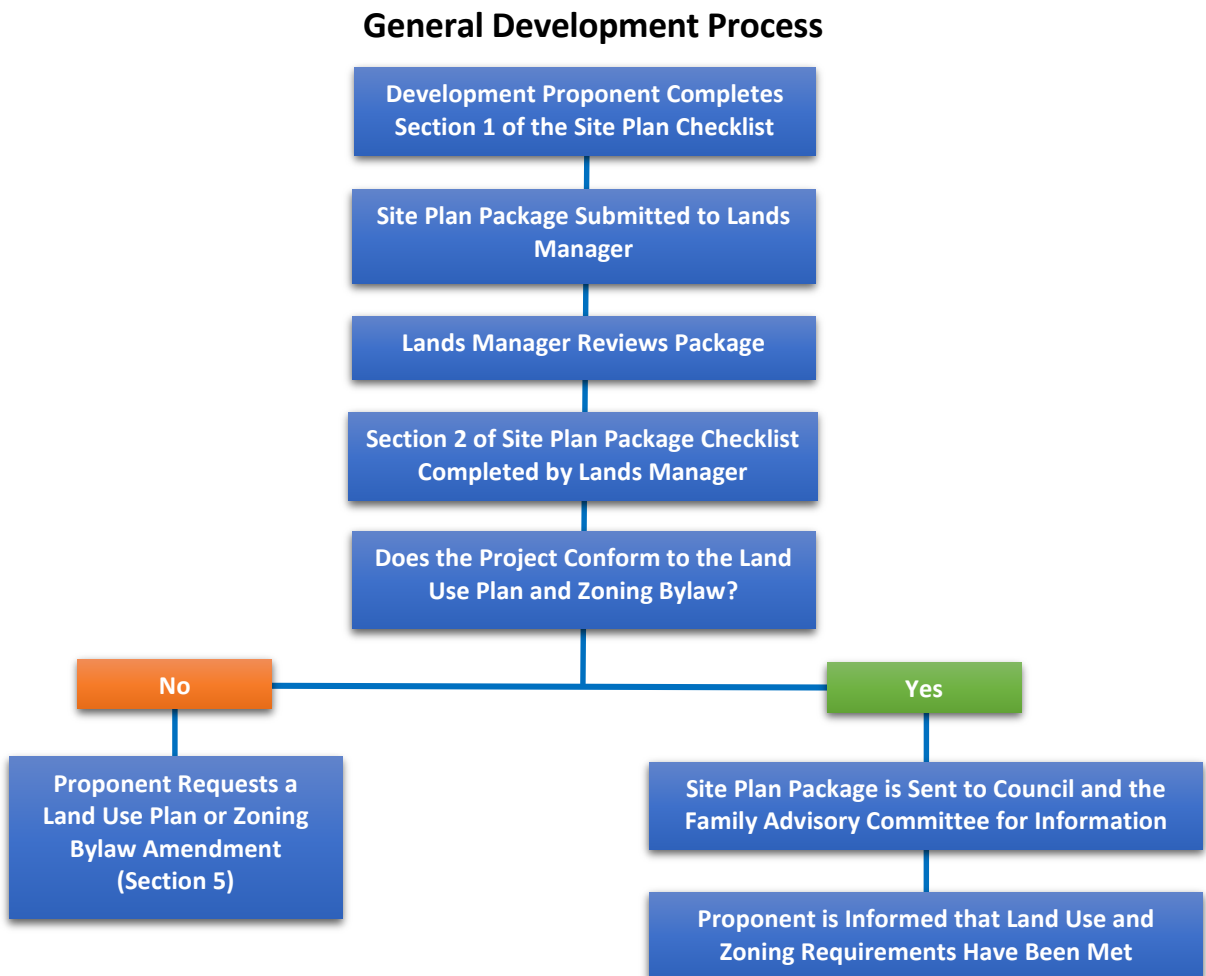 General Development Process
Development Proponent Completes
Section 1 of the Site Plan Checklist
Site Plan Package Submitted to Lands
Manager
Lands Manager Reviews Package
Section 2 of Site Plan Package Checklist
Completed by Lands Manager
Does the Project Conform to the Land
Use Plan and Zoning Bylaw?
No
Yes
Proponent Requests a
Land Use Plan or Zoning
Bylaw Amendment
(Section 5)
Site Plan Package is Sent to Council and the
Family Advisory Committee for Information
Proponent is Informed that Land Use and
Zoning Requirements Have Been Met